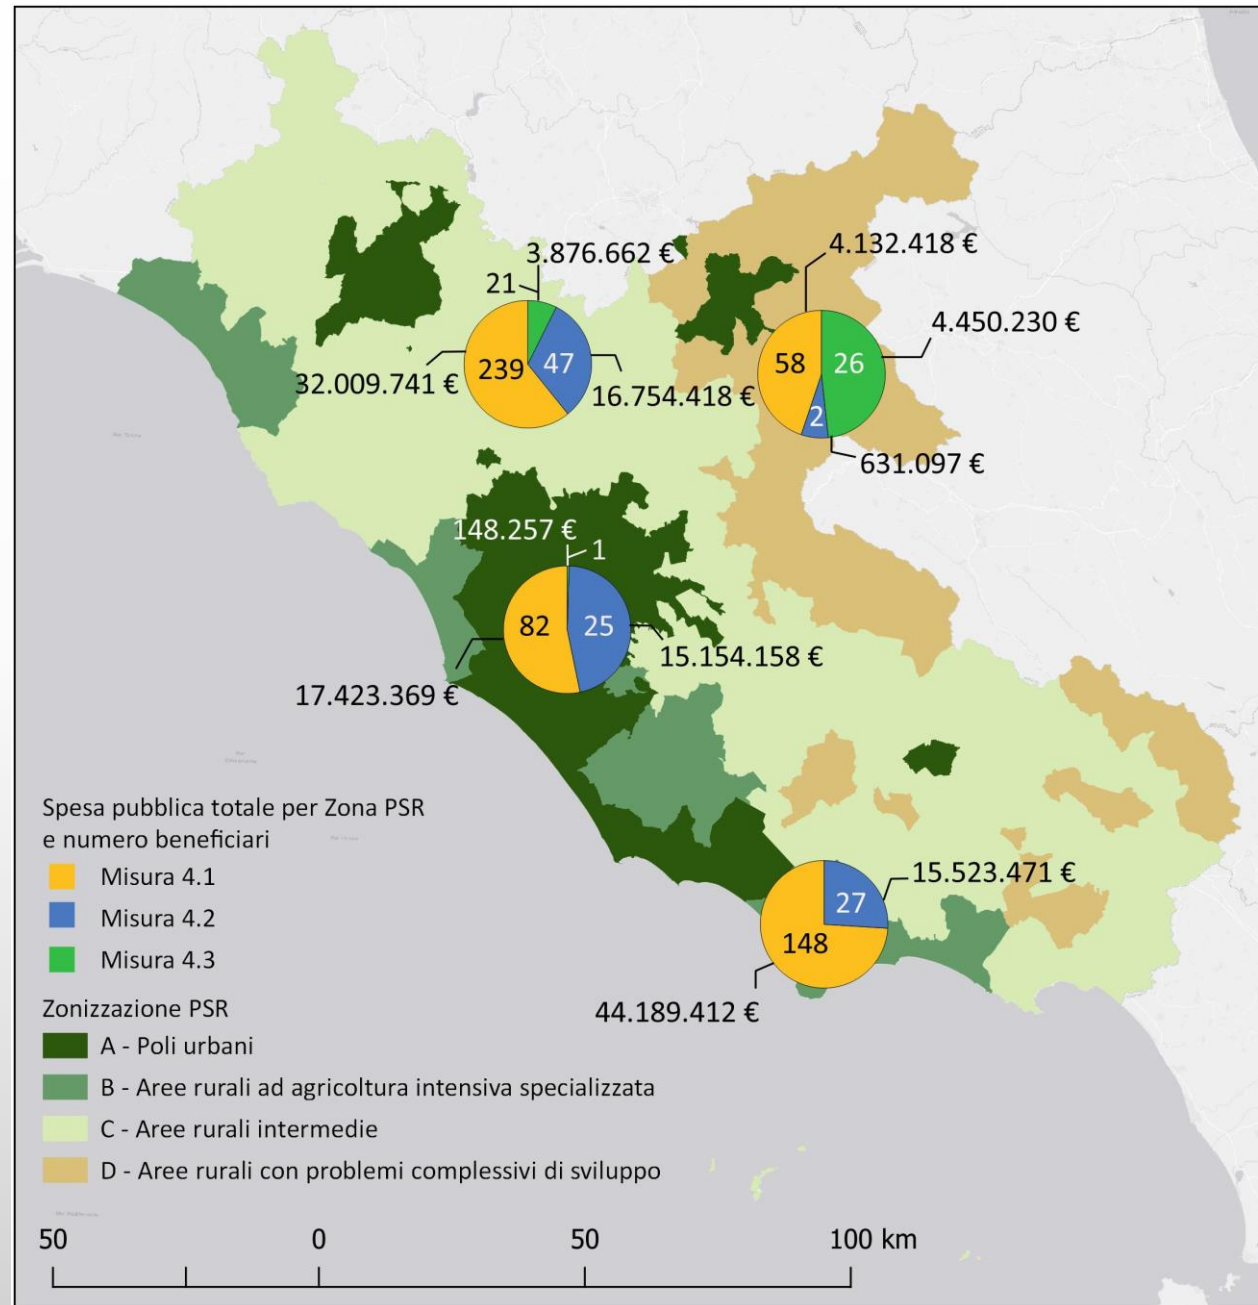 3.876.662 €
21
239
47
32.009.741 €
16.754.418 €
4.132.418 €
58
26
2
4.450.230 €
631.097 €
148.257 €
1
82
25
15.154.158 €
17.423.369 €
27
148
15.523.471 €
44.189.412 €
Spesa pubblica totale per Zona PSR
e numero beneficiari
Misura 4.1
Misura 4.2
Misura 4.3
Zonizzazione PSR
A - Poli urbani
B - Aree rurali ad agricoltura intensiva specializzata
C - Aree rurali intermedie
D - Aree rurali con problemi complessivi di sviluppo
50 0 50 100 km